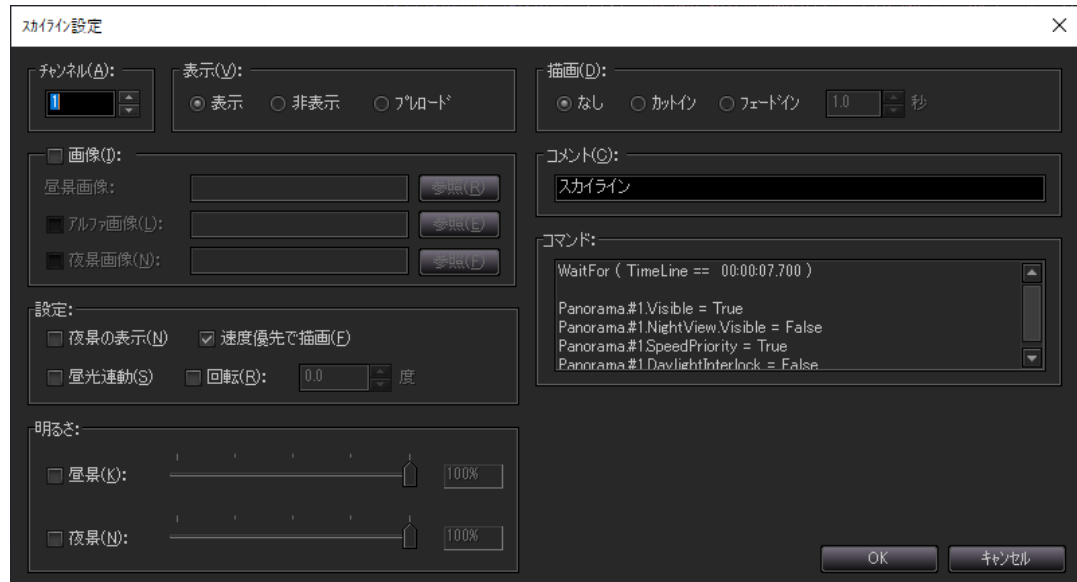 スカイライン設定
チャンネル(A):
1
表示(V):
表示 非表示 プレロード
描画(D):
なし カットイン フェードイン 1.0 秒
画像(I):
昼景画像: 参照(R)
アルファ画像(L): 参照(E)
夜景画像(N): 参照(F)
コメント(C):
スカイライン
コマンド:
WaitFor ( TimeLine == 00:00:07.700 )
Panorama.#1.Visible = True
Panorama.#1.NightView.Visible = False
Panorama.#1.SpeedPriority = True
Panorama.#1.DaylightInterlock = False
設定:
夜景の表示(N) 速度優先で描画(F)
昼光連動(S) 回転(R): 0.0 度
明るさ:
昼景(K): 100%
夜景(N): 100%
OK キャンセル